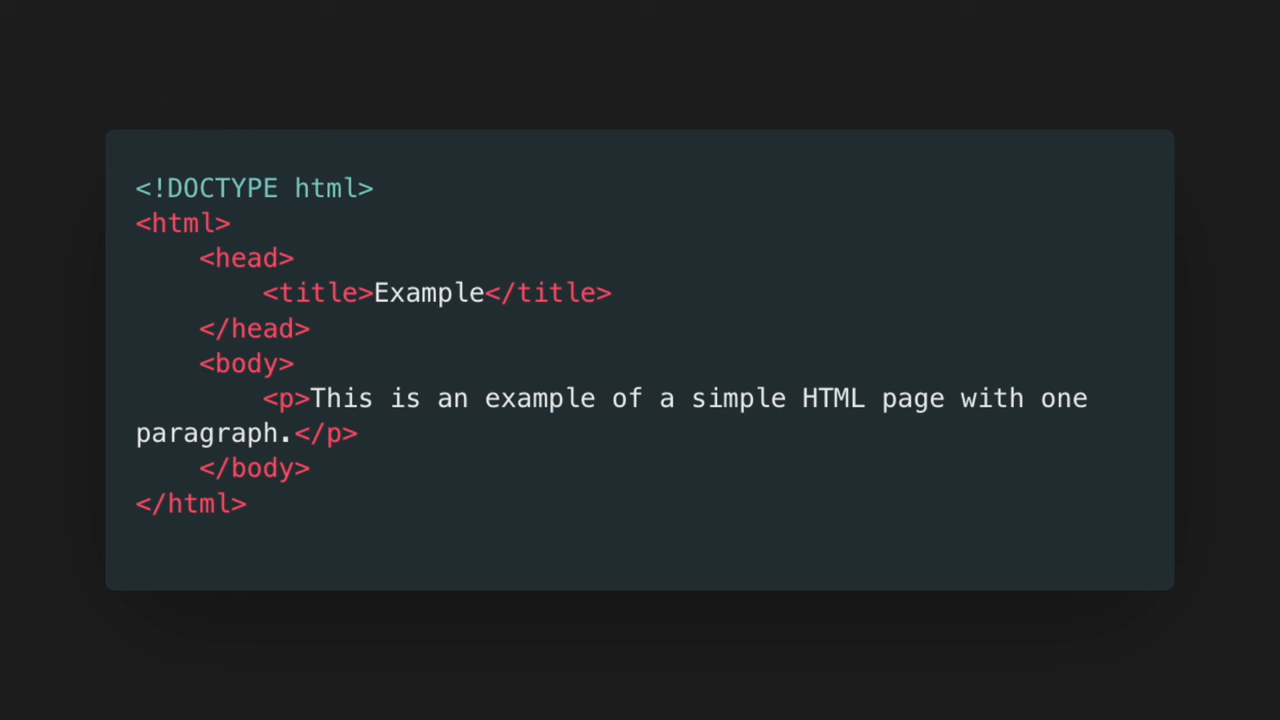 <!DOCTYPE html>
<html>
    <head>
        <title>Example</title>
    </head>
    <body>
        <p>This is an example of a simple HTML page with one
paragraph.</p>
    </body>
</html>